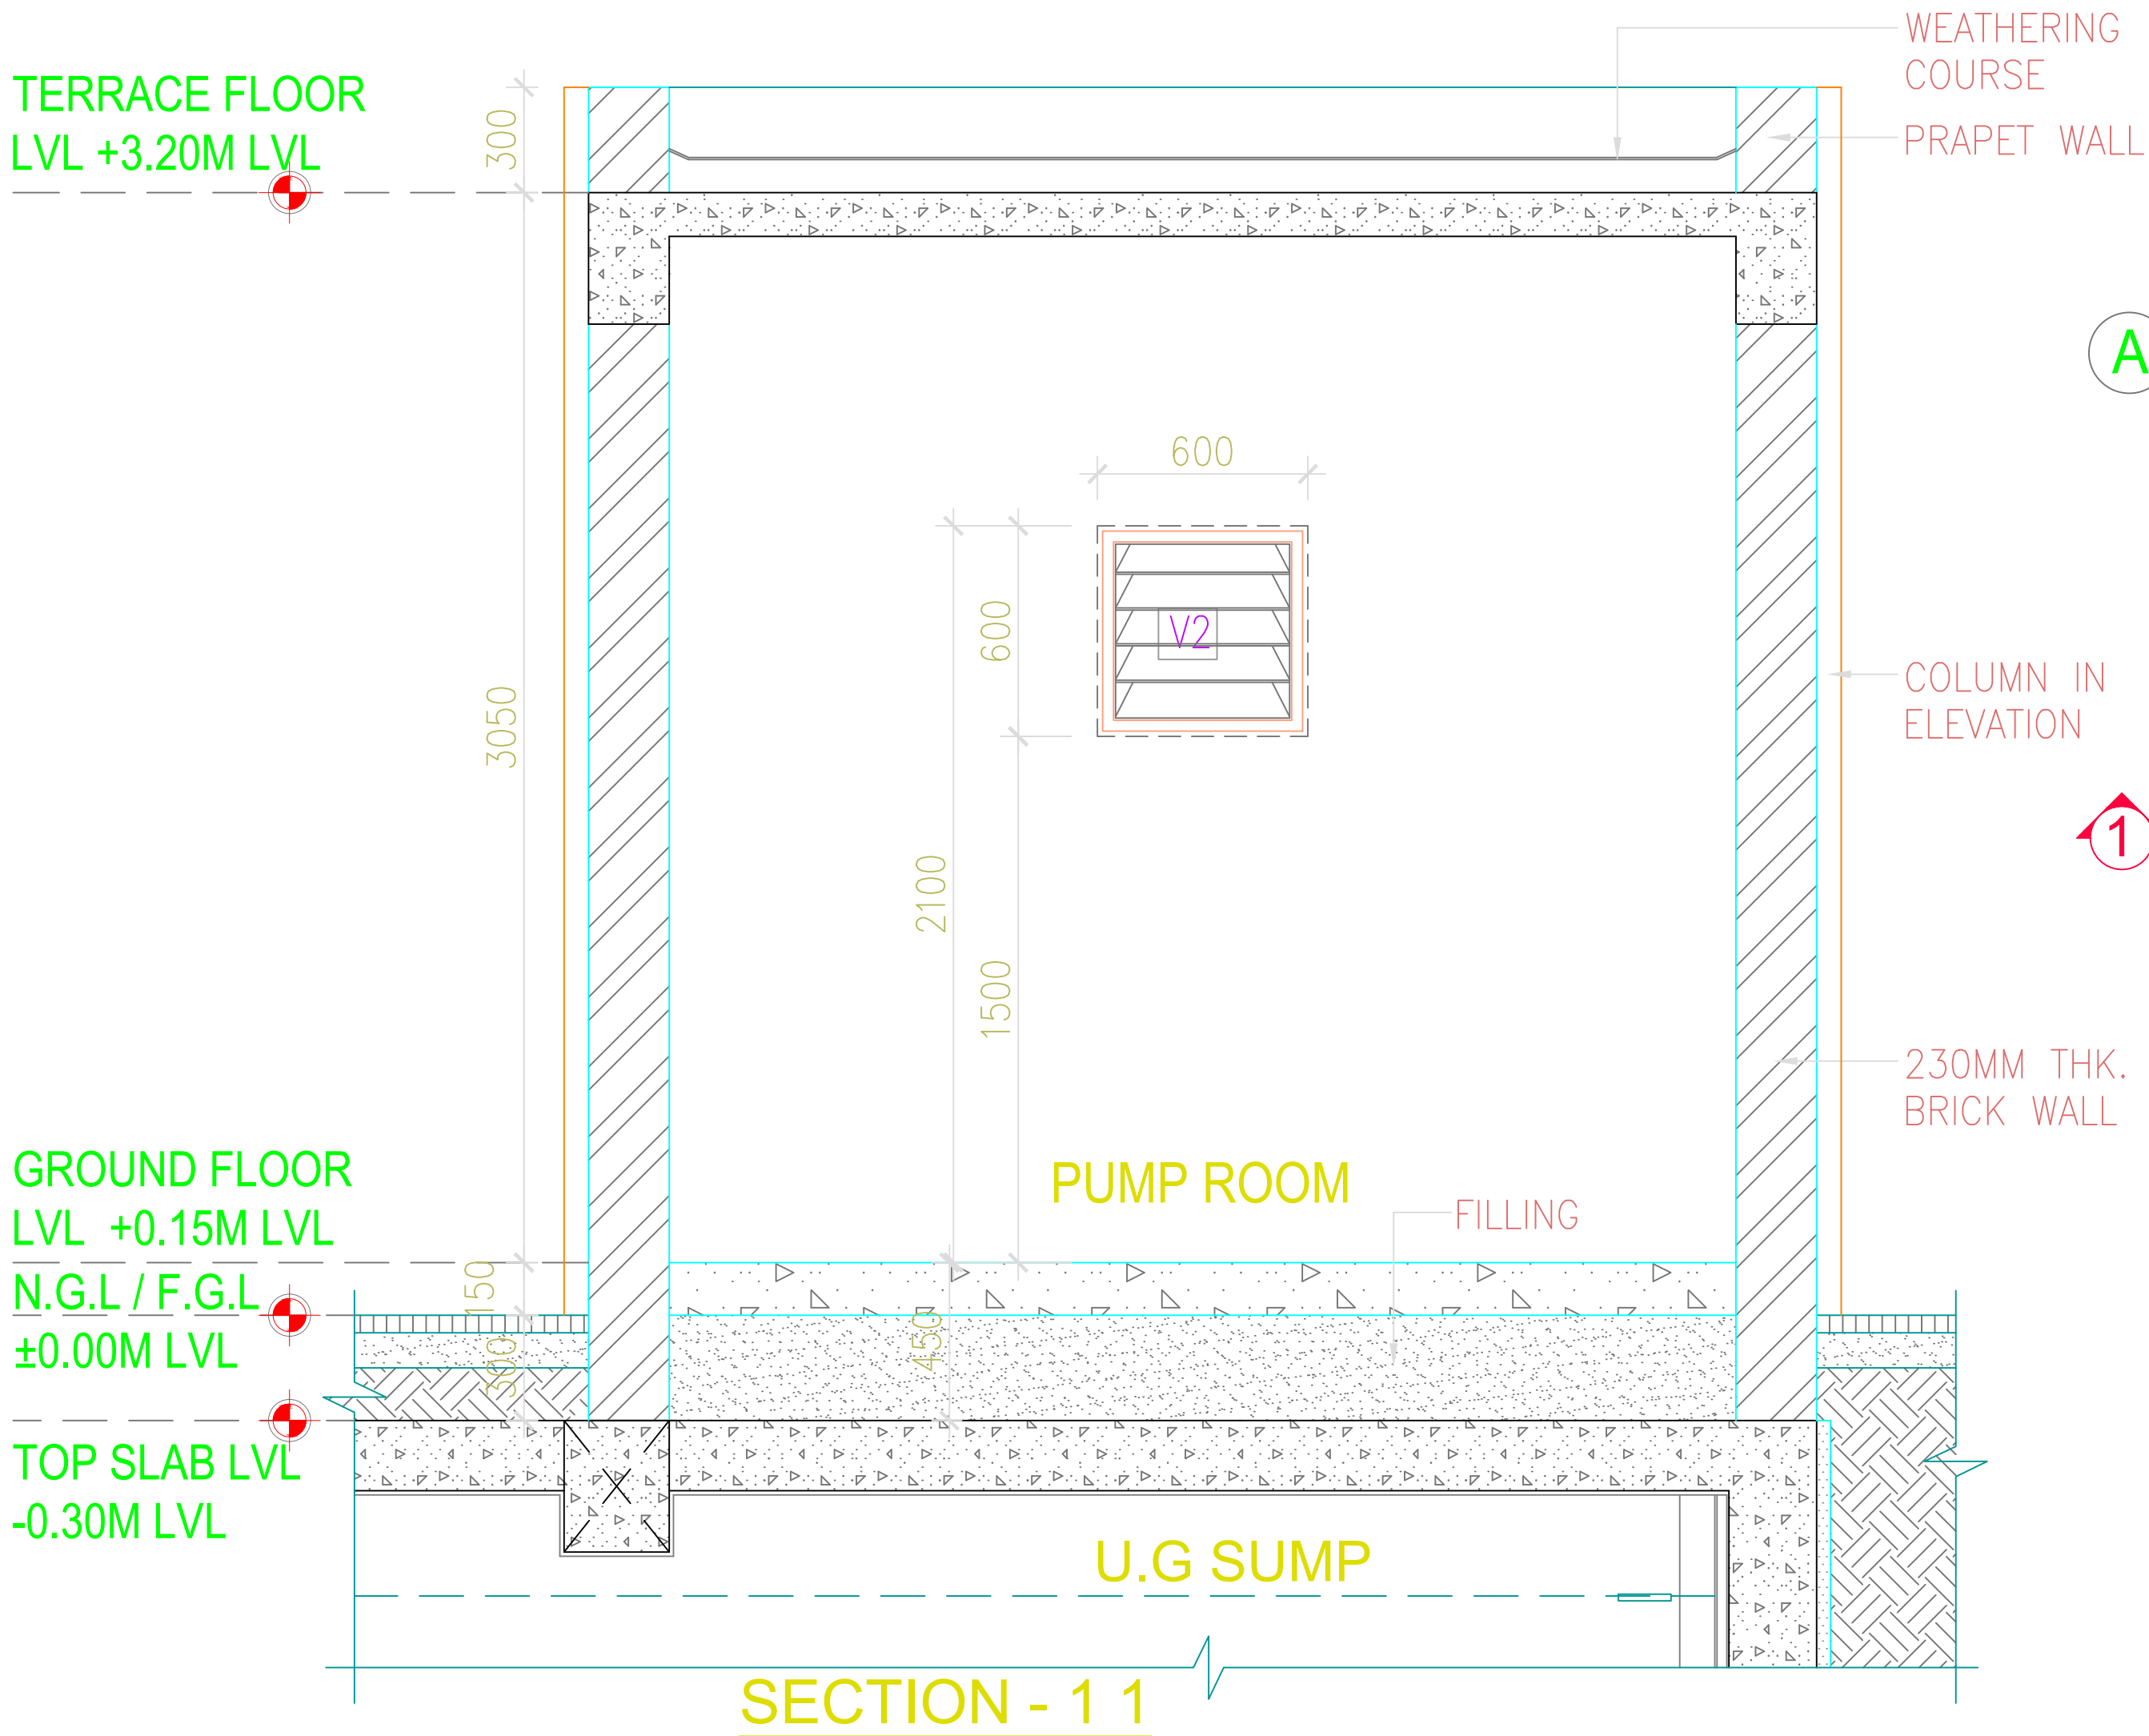 WEATHERING
COURSE
PRAPET WALL
TERRACE FLOOR
LVL +3.20M LVL
300
A
600
600
V2
3050
COLUMN IN
ELEVATION
1
2100
1500
230MM THK.
BRICK WALL
PUMP ROOM
FILLING
GROUND FLOOR
LVL +0.15M LVL
150
N.G.L / F.G.L
±0.00M LVL
300
450
TOP SLAB LVL
-0.30M LVL
U.G SUMP
SECTION - 1 1